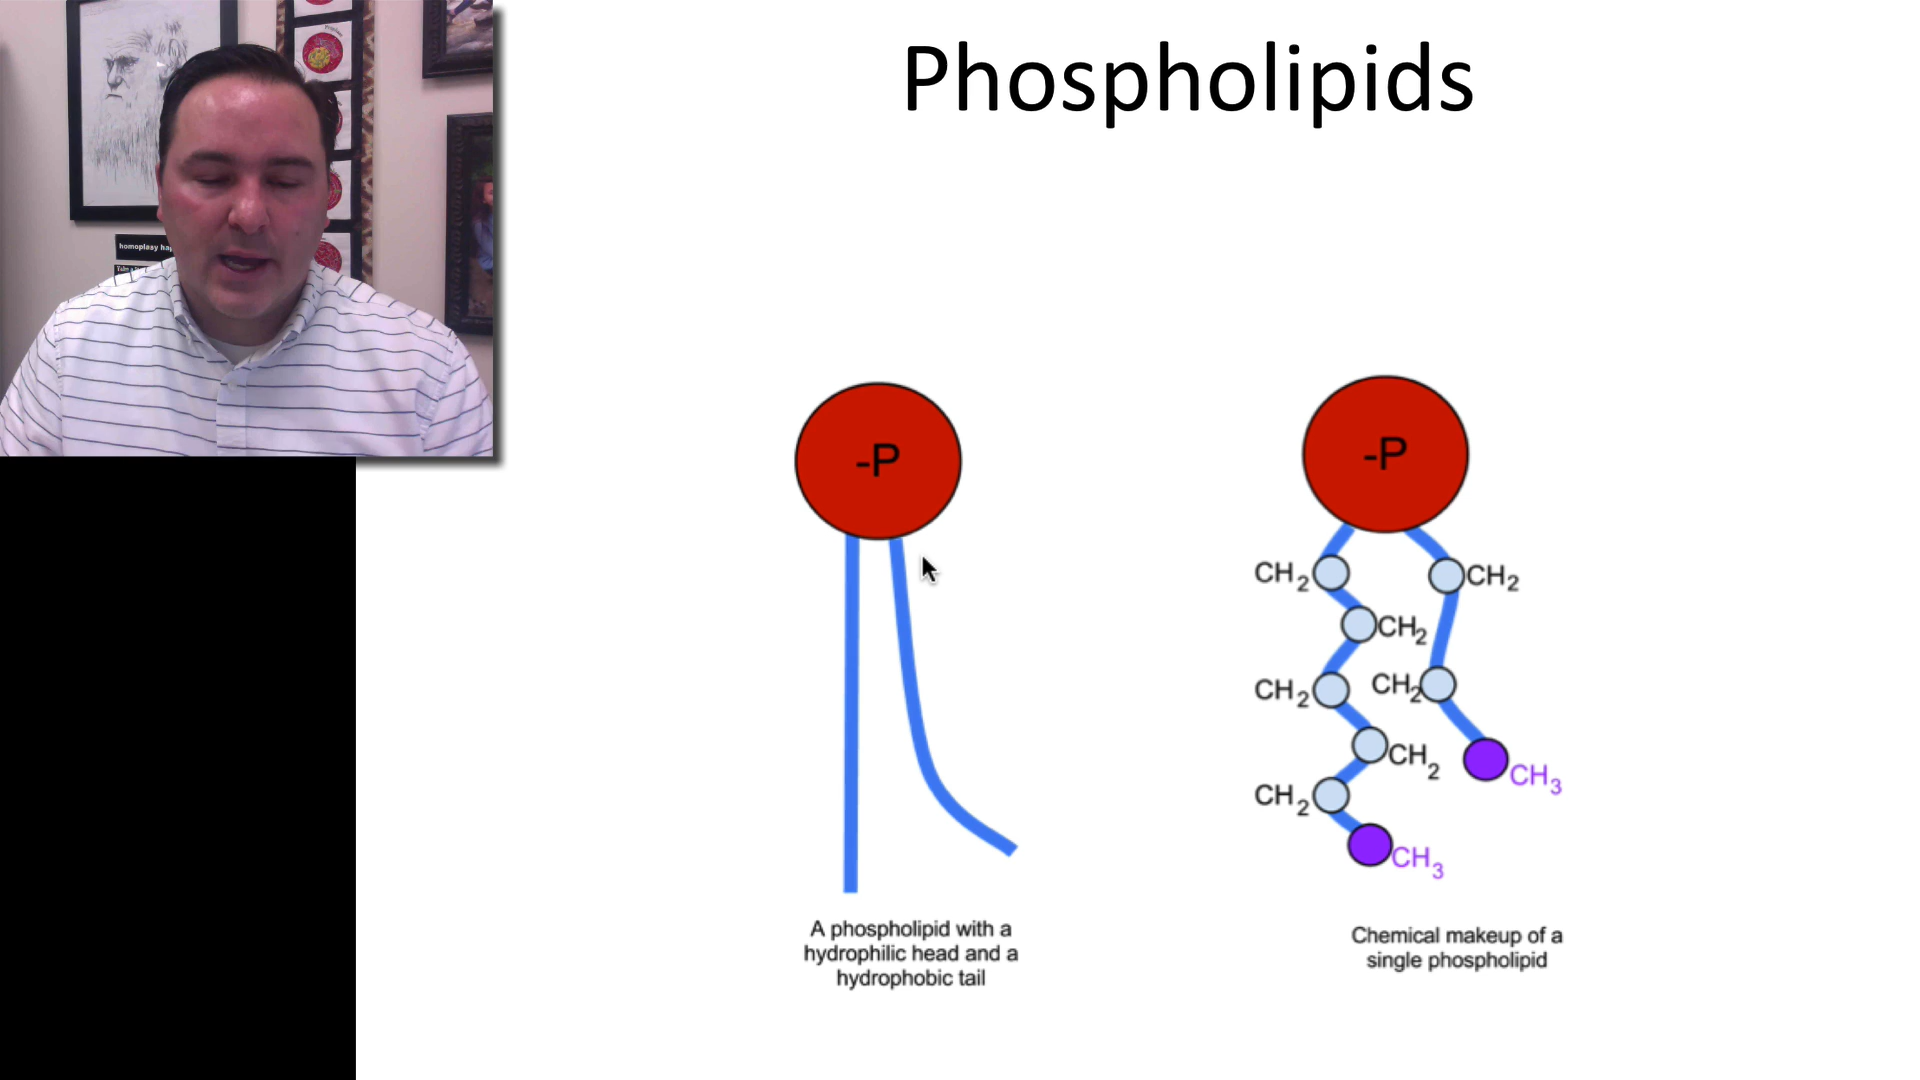 Phospholipids
homoplasy
-P
-P
CH2
CH2
CH2
CH2
CH2
CH2
CH2
CH3
CH3
A phospholipid with a
hydrophilic head and a
hydrophobic tail
Chemical makeup of a
single phospholipid